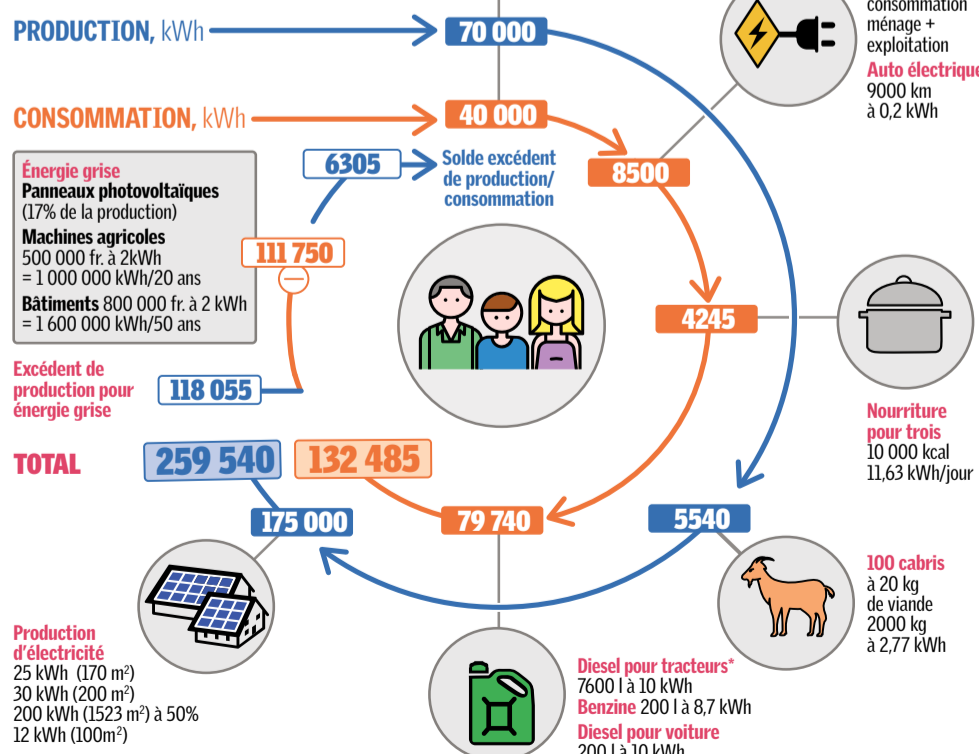 consommation
ménage +
exploitation
Auto électrique
9000 km
à 0,2 kWh
PRODUCTION, kWh
70 000
CONSOMMATION, kWh
40 000
8500
6305
Solde excédent
de production/
consommation
Énergie grise
Panneaux photovoltaïques
(17% de la production)
Machines agricoles
500 000 fr. à 2kWh
= 1 000 000 kWh/20 ans
Bâtiments 800 000 fr. à 2 kWh
= 1 600 000 kWh/50 ans
111 750
4245
Nourriture
pour trois
10 000 kcal
11,63 kWh/jour
Excédent de
production pour
énergie grise
118 055
TOTAL
259 540
132 485
175 000
79 740
5540
100 cabris
à 20 kg
de viande
2000 kg
à 2,77 kWh
Production
d'électricité
25 kWh (170 m²)
30 kWh (200 m²)
200 kWh (1523 m²) à 50%
12 kWh (100m²)
Diesel pour tracteurs*
7600 l à 10 kWh
Benzine 200 l à 8,7 kWh
Diesel pour voiture
200 l à 10 kWh